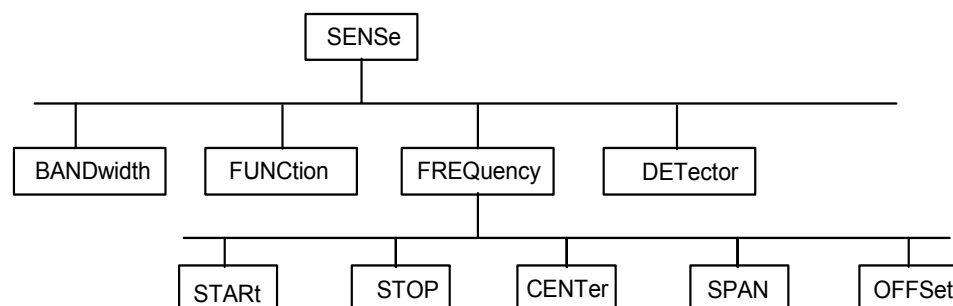 SENSe
BANDwidth FUNCtion FREQuency DETector
STARt STOP CENTer SPAN OFFSet